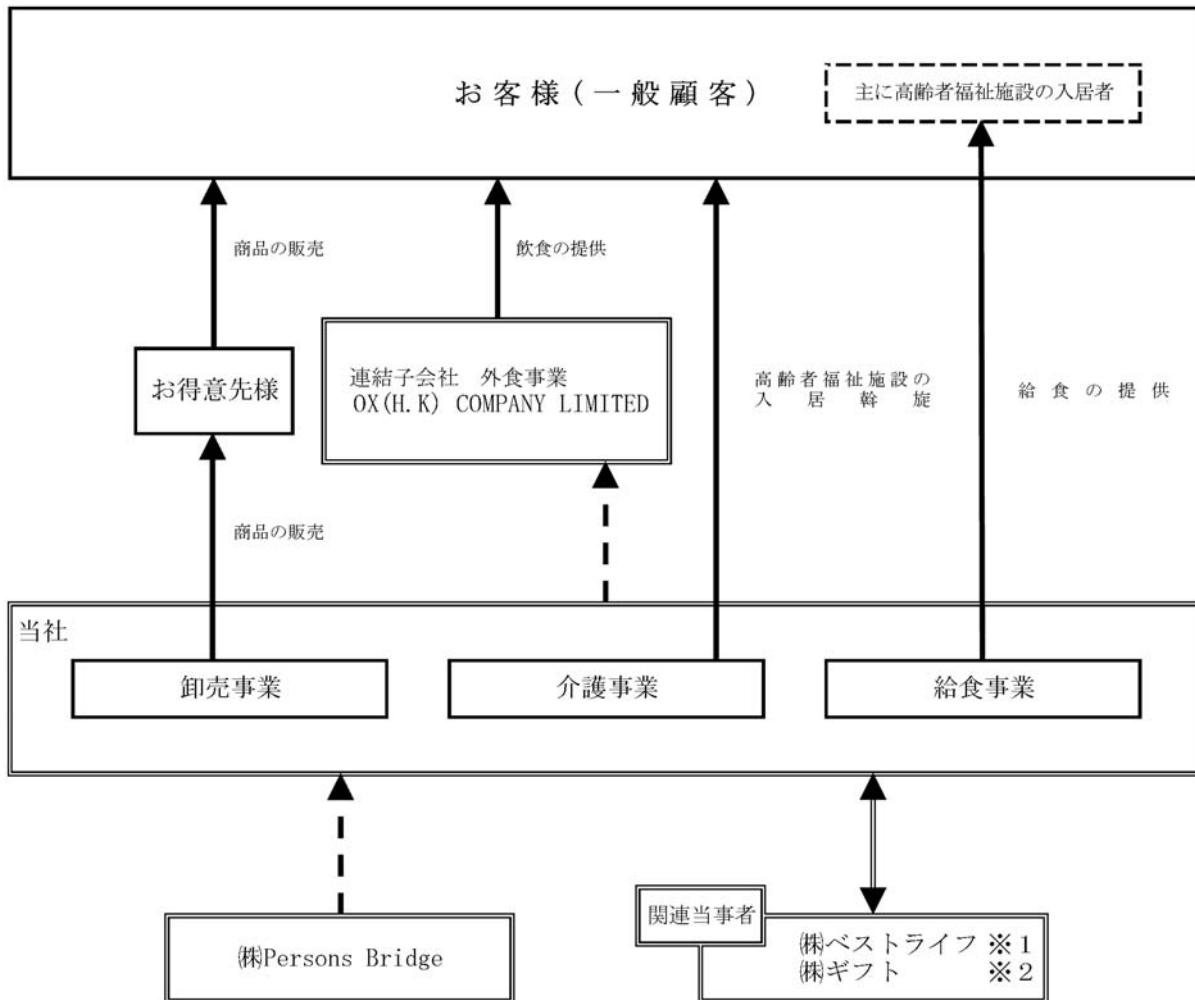 お客様(一般顧客)
主に高齢者福祉施設の入居者
商品の販売
飲食の提供
お得意先様
連結子会社 外食事業
OX(H.K) COMPANY LIMITED
高齢者福祉施設の
入居斡旋
給食の提供
商品の販売
当社
卸売事業
介護事業
給食事業
㈱Persons Bridge
関連当事者
㈱ベストライフ ※1
㈱ギフト ※2